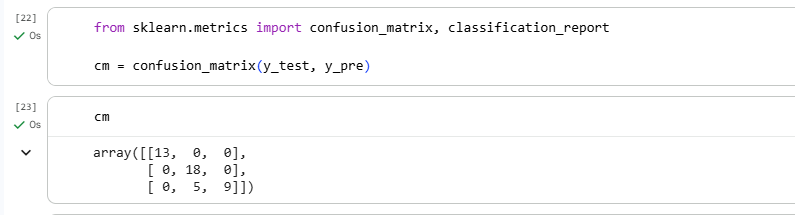 [22]
0s
from sklearn.metrics import confusion_matrix, classification_report
cm = confusion_matrix(y_test, y_pre)
[23]
0s
cm
array([[13,  0,  0],
       [ 0, 18,  0],
       [ 0,  5,  9]])